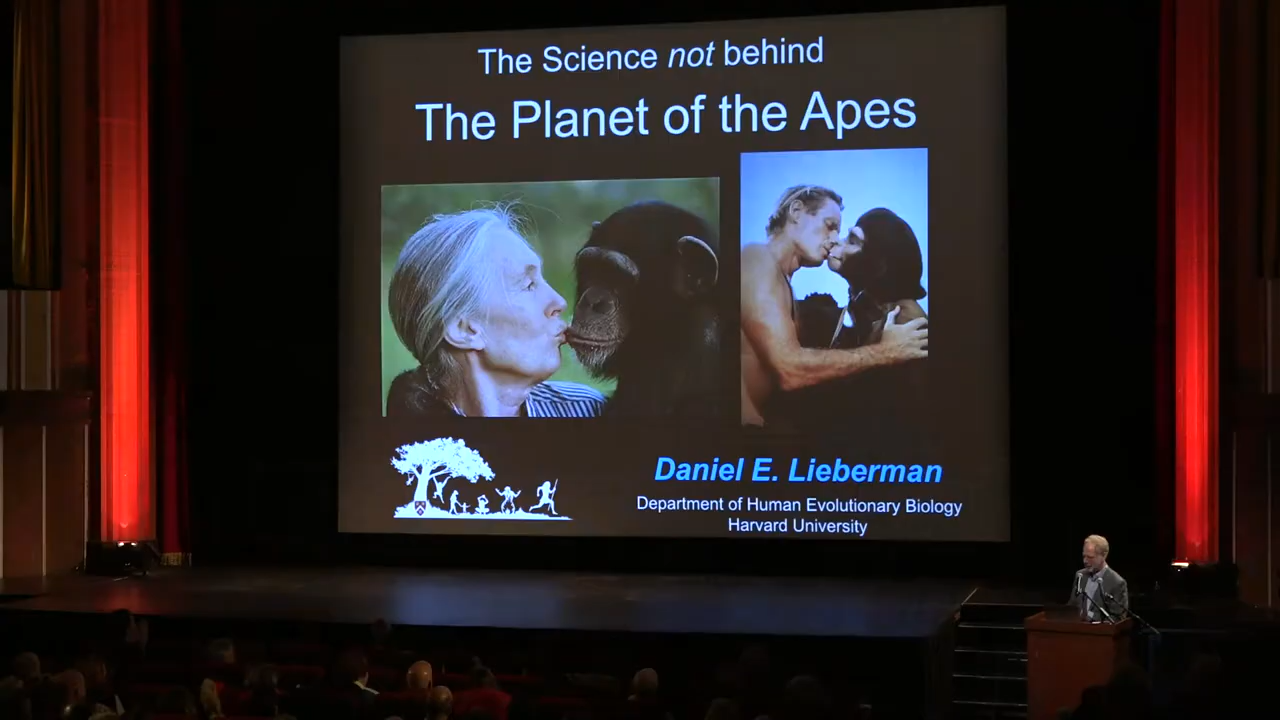 The Science not behind
The Planet of the Apes
Daniel E. Lieberman
Department of Human Evolutionary Biology
Harvard University